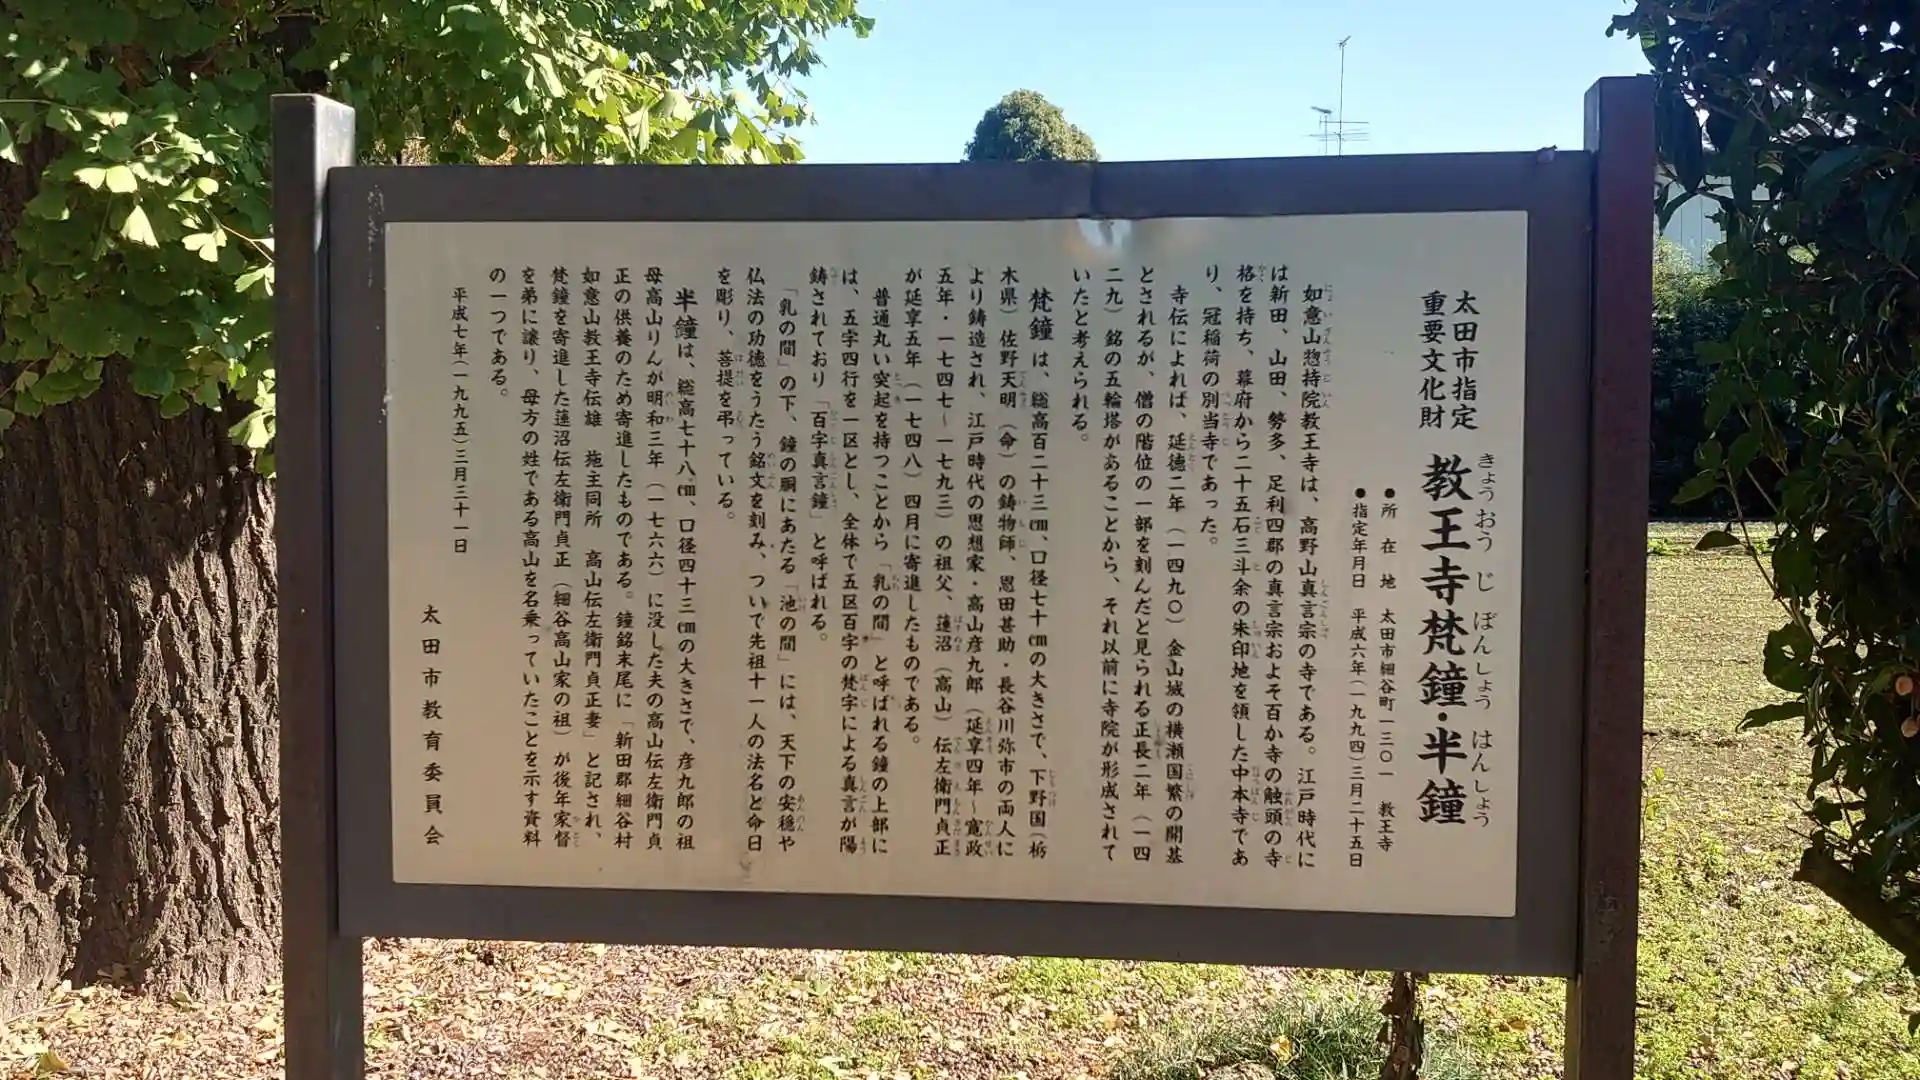 太田市指定
重要文化財
教王寺梵鐘・半鐘
きょうおう じ ぼんしょう はんしょう
●所在地 太田市細谷町一三〇一 教王寺
●指定年月日 平成六年(一九九四)三月二十五日
如意山惣持院教王寺は、高野山真言宗の寺である。江戸時代に
は新田、山田、勢多、足利四郡の真言宗およそ百か寺の触頭の寺
格を持ち、幕府から二十五石三斗余の朱印地を領した中本寺であ
り、冠稲荷の別当寺であった。
寺伝によれば、延徳二年(一四九〇)金山城の横瀬国繁の開基
とされるが、僧の階位の一部を刻んだと見られる正長二年(一四
二九)銘の五輪塔があることから、それ以前に寺院が形成されて
いたと考えられる。
梵鐘は、総高百二十三㎝、口径七十㎝の大きさで、下野国(栃
木県)佐野天明(命)の鋳物師、恩田甚助・長谷川弥市の両人に
より鋳造され、江戸時代の思想家・高山彦九郎(延享四年~寛政
五年・一七四七~一七九三)の祖父、蓮沼(高山)伝左衛門貞正
が延享五年(一七四八)四月に寄進したものである。
普通丸い突起を持つことから「乳の間」と呼ばれる鐘の上部に
は、五字四行を一区とし、全体で五区百字の梵字による真言が陽
鋳されており「百字真言鐘」と呼ばれる。
「乳の間」の下、鐘の胴にあたる「池の間」には、天下の安穏や
仏法の功徳をうたう銘文を刻み、ついで先祖十一人の法名と命日
を彫り、菩提を弔っている。
半鐘は、総高七十八㎝、口径四十三㎝の大きさで、彦九郎の祖
母高山りんが明和三年(一七六六)に没した夫の高山伝左衛門貞
正の供養のため寄進したものである。鐘銘末尾に「新田郡細谷村
如意山教王寺伝雄 施主同所 高山伝左衛門貞正妻」と記され、
梵鐘を寄進した蓮沼伝左衛門貞正(細谷高山家の祖)が後年家督
を弟に譲り、母方の姓である高山を名乗っていたことを示す資料
の一つである。
平成七年(一九九五)三月三十一日
太田市教育委員会